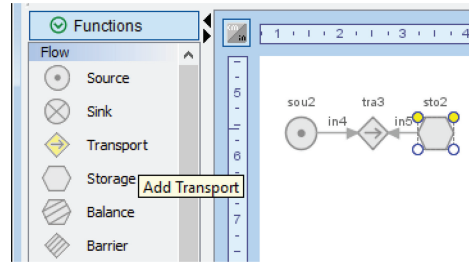 Functions
Flow
Source
Sink
Transport
Storage
Add Transport
Balance
Barrier
in
1 2 3 4
5
6
7
sou2 tra3 sto2
in4 in5